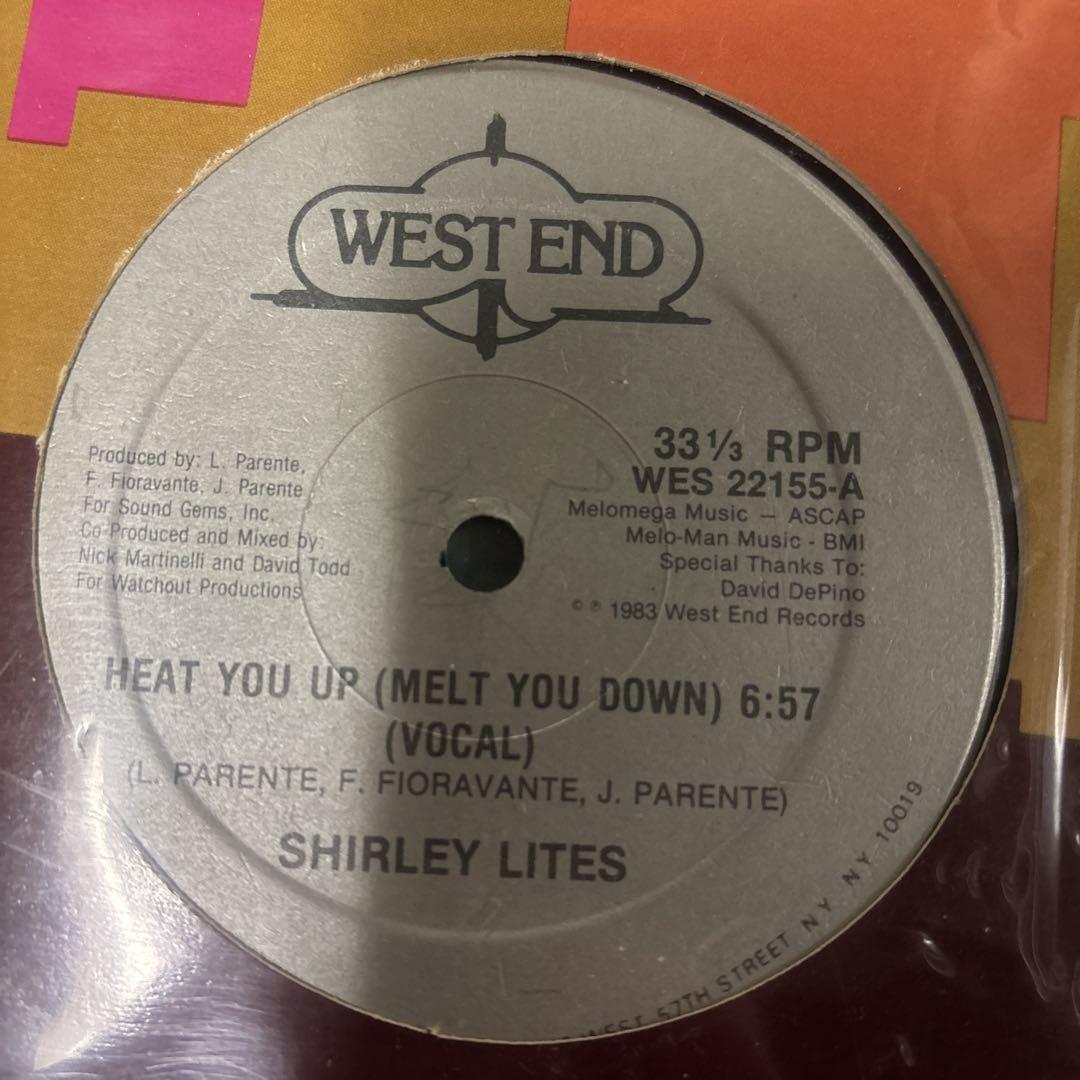 WEST END
33 1/3 RPM
WES 22155-A
Melomega Music — ASCAP
Melo-Man Music - BMI
Special Thanks To:
David DePino
© ℗ 1983 West End Records
Produced by: L. Parente,
F. Fioravante, J. Parente
For Sound Gems, Inc.
Co-Produced and Mixed by:
Nick Martinelli and David Todd
For Watchout Productions
HEAT YOU UP (MELT YOU DOWN) 6:57
(VOCAL)
(L. PARENTE, F. FIORAVANTE, J. PARENTE)
SHIRLEY LITES
WEST 57TH STREET NY NY 10019